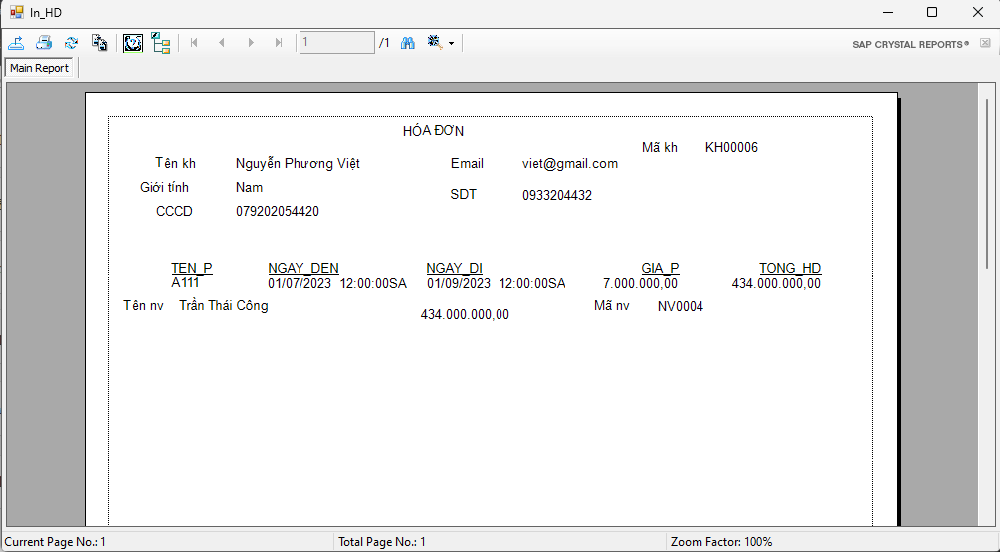 In_HD
1 /1 SAP CRYSTAL REPORTS®
Main Report
HÓA ĐƠN
Mã kh KH00006
Tên kh Nguyễn Phương Việt Email viet@gmail.com
Giới tính Nam
SDT 0933204432
CCCD 079202054420
TEN_P NGAY_DEN NGAY_DI GIA_P TONG_HD
A111 01/07/2023 12:00:00SA 01/09/2023 12:00:00SA 7.000.000,00 434.000.000,00
Tên nv Trần Thái Công Mã nv NV0004
434.000.000,00
Current Page No.: 1 Total Page No.: 1 Zoom Factor: 100%